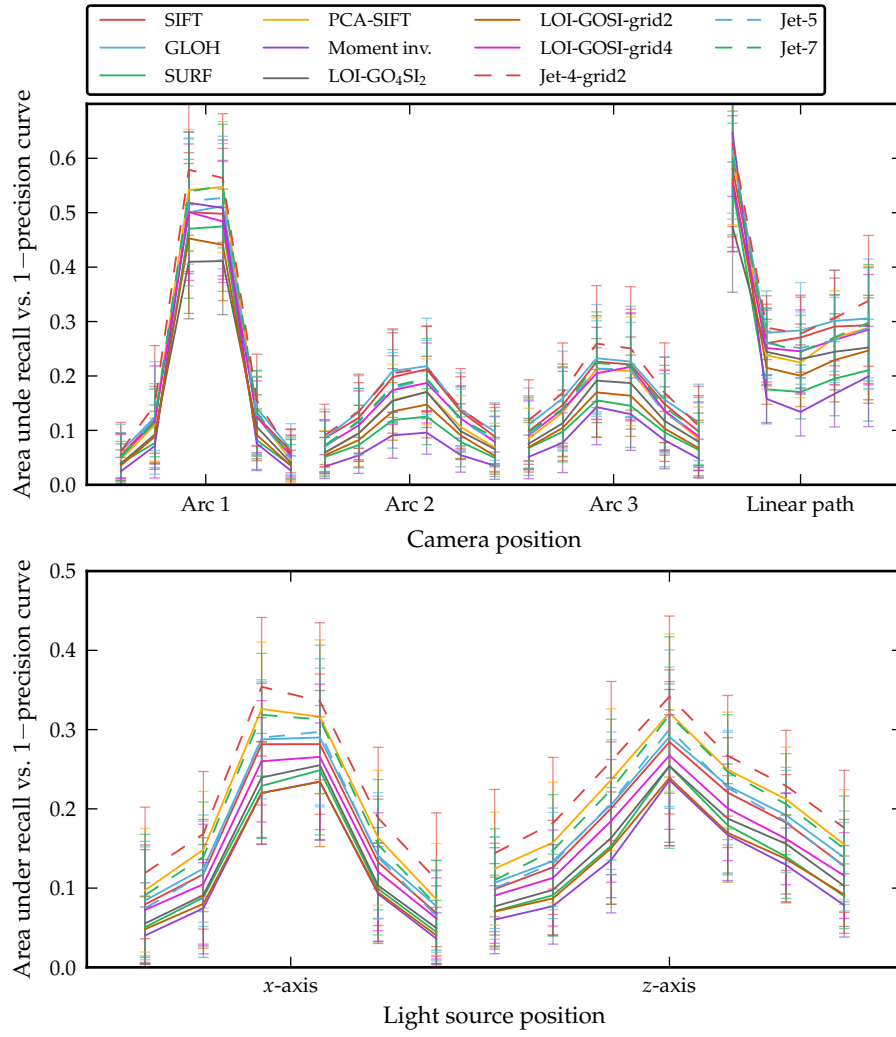 SIFT PCA-SIFT LOI-GOSI-grid2 Jet-5
GLOH Moment inv. LOI-GOSI-grid4 Jet-7
SURF LOI-GO₄SI₂ Jet-4-grid2
Area unde recall vs. 1−precision curve
0.6
0.5
0.4
0.3
0.2
0.1
0.0
Arc 1 Arc 2 Arc 3 Linear path
Camera position
Area under recall vs. 1−precision curve
0.5
0.4
0.3
0.2
0.1
0.0
x-axis z-axis
Light source position